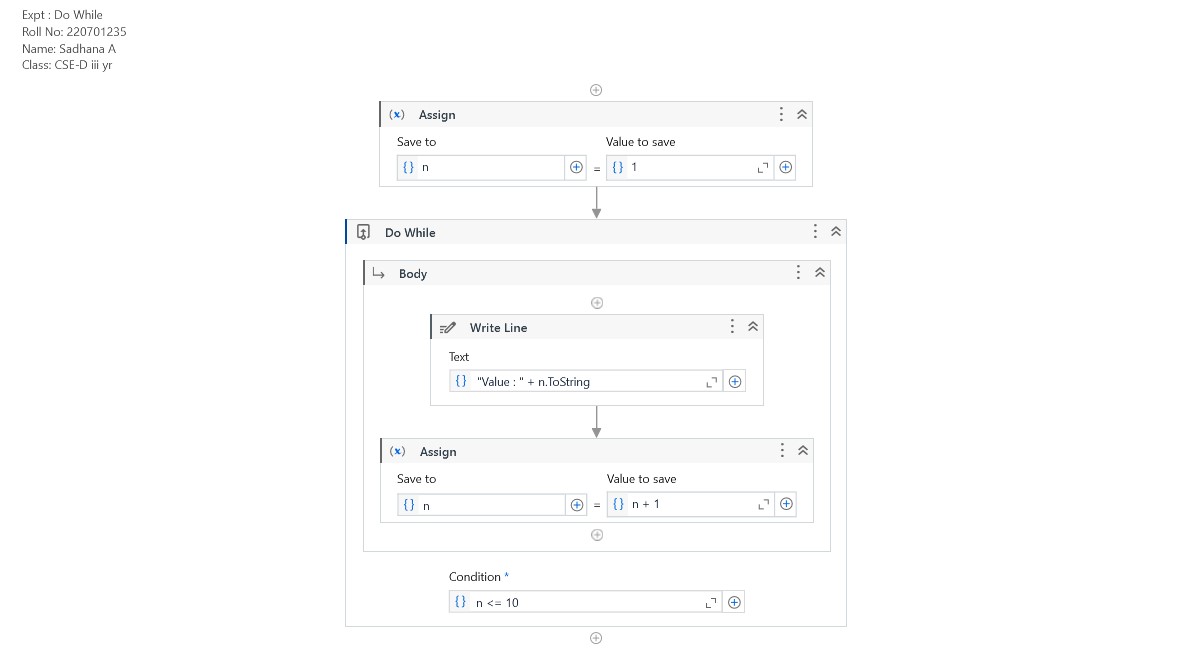 Expt : Do While
Roll No: 220701235
Name: Sadhana A
Class: CSE-D iii yr
(x) Assign
Save to Value to save
{} n = {} 1
Do While
Body
Write Line
Text
{} "Value : " + n.ToString
(x) Assign
Save to Value to save
{} n = {} n + 1
Condition *
{} n <= 10